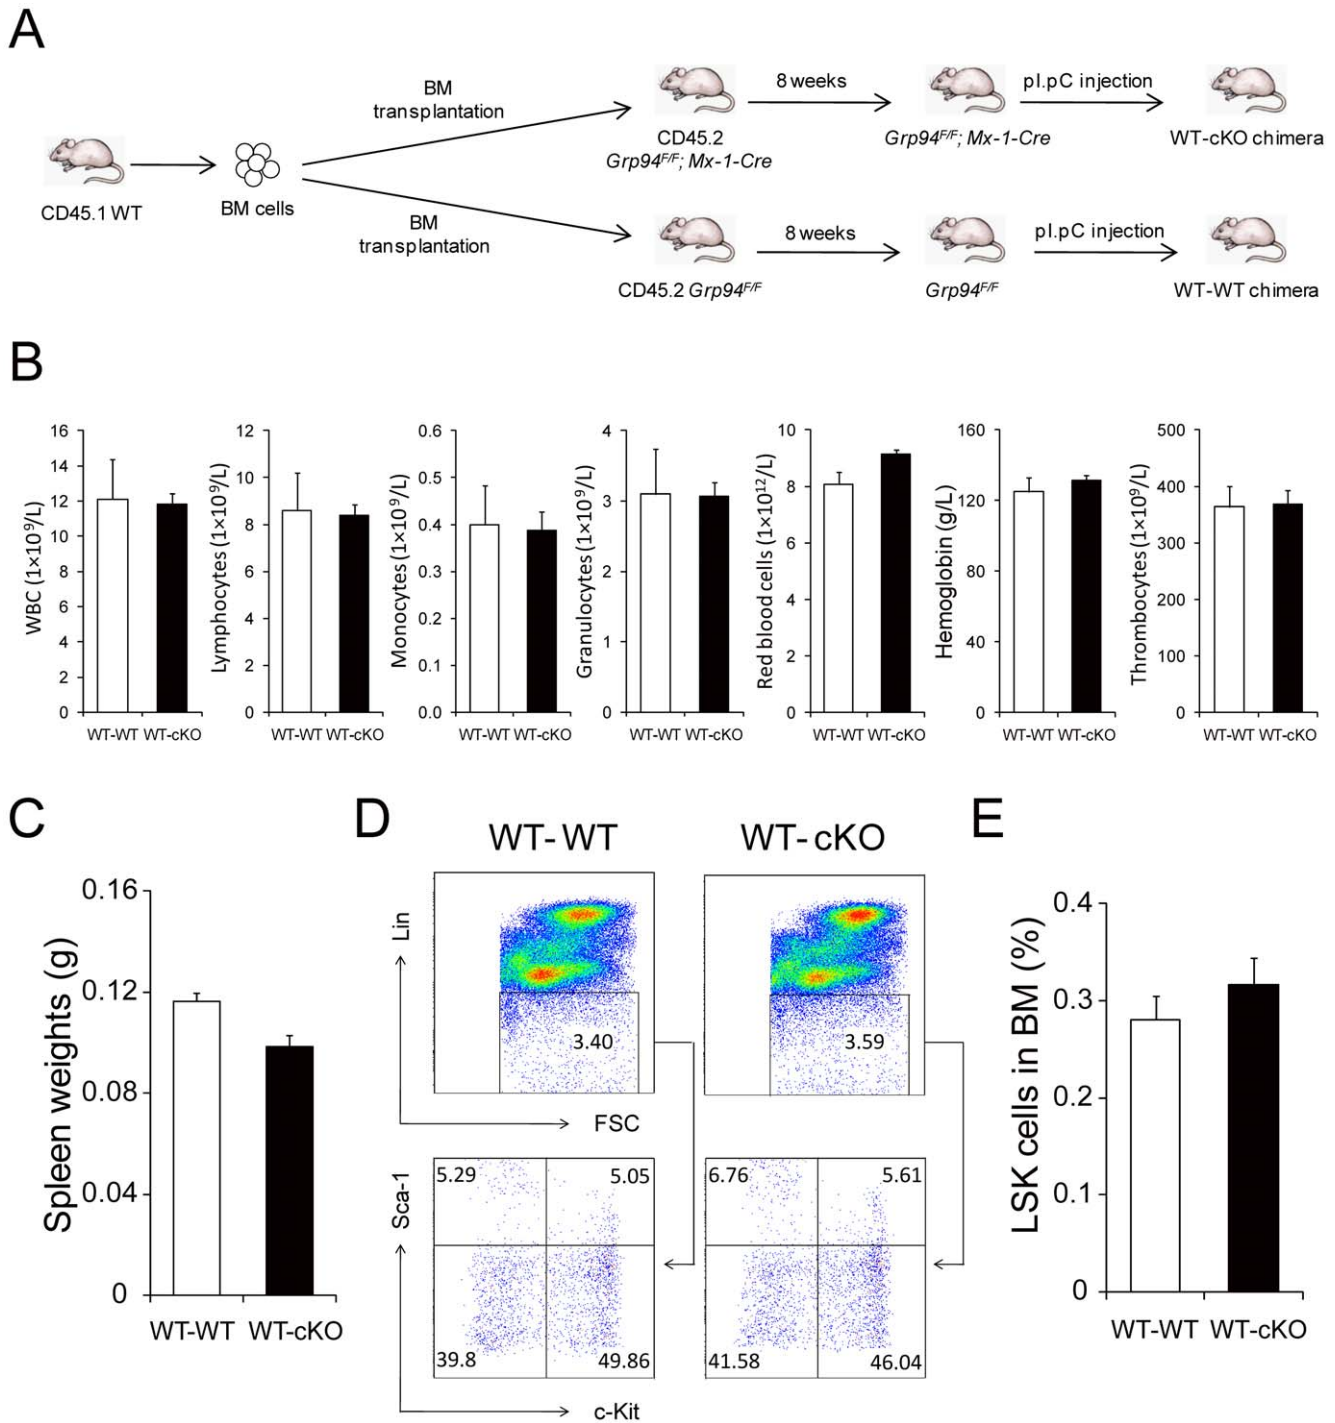 A
BM
transplantation
8 weeks
pI.pC injection
CD45.2
Grp94F/F; Mx-1-Cre
Grp94F/F; Mx-1-Cre
WT-cKO chimera
CD45.1 WT
BM cells
BM
transplantation
8 weeks
pI.pC injection
CD45.2 Grp94F/F
Grp94F/F
WT-WT chimera
B
WBC (1×10⁹/L)
16
14
12
10
8
6
4
2
0
WT-WT WT-cKO
Lymphocytes (1×10⁹/L)
12
10
8
6
4
2
0
WT-WT WT-cKO
Monocytes (1×10⁹/L)
0.6
0.5
0.4
0.3
0.2
0.1
0.0
WT-WT WT-cKO
Granulocytes (1×10⁹/L)
4
3
2
1
0
WT-WT WT-cKO
Red blood cells (1×10¹²/L)
10
8
6
4
2
0
WT-WT WT-cKO
Hemoglobin (g/L)
160
120
80
40
0
WT-WT WT-cKO
Thrombocytes (1×10⁹/L)
500
400
300
200
100
0
WT-WT WT-cKO
C
Spleen weights (g)
0.16
0.12
0.08
0.04
0
WT-WT WT-cKO
D
WT- WT
WT- cKO
Lin
3.40
3.59
FSC
Sca-1
5.29
5.05
39.8
49.86
6.76
5.61
41.58
46.04
c-Kit
E
LSK cells in BM (%)
0.4
0.3
0.2
0.1
0
WT-WT WT-cKO